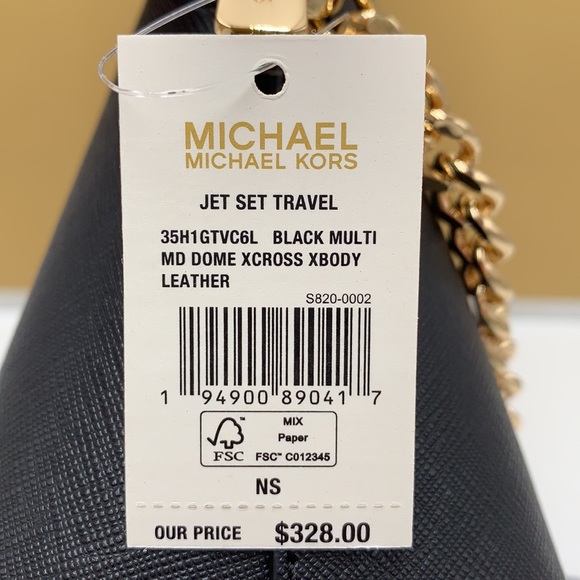 MICHAEL
MICHAEL KORS
JET SET TRAVEL
35H1GTVC6L BLACK MULTI
MD DOME XCROSS XBODY
LEATHER
S820-0002
1 94900 89041 7
FSC
MIX
Paper
FSC™ C012345
NS
OUR PRICE $328.00